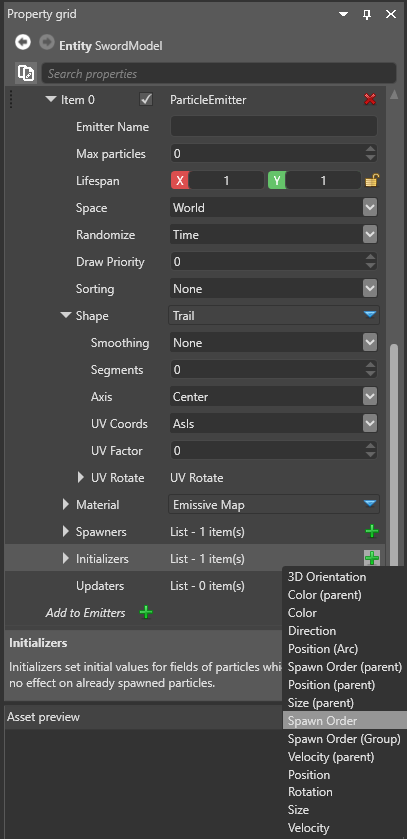 Property grid
Entity SwordModel
Search properties
Item 0 ParticleEmitter
Emitter Name
Max particles 0
Lifespan X 1 Y 1
Space World
Randomize Time
Draw Priority 0
Sorting None
Shape Trail
Smoothing None
Segments 0
Axis Center
UV Coords AsIs
UV Factor 0
UV Rotate UV Rotate
Material Emissive Map
Spawners List - 1 item(s)
Initializers List - 1 item(s)
Updaters List - 0 item(s)
Add to Emitters
3D Orientation
Color (parent)
Color
Direction
Position (Arc)
Spawn Order (parent)
Position (parent)
Size (parent)
Spawn Order
Spawn Order (Group)
Velocity (parent)
Position
Rotation
Size
Velocity
Initializers
Initializers set initial values for fields of particles
no effect on already spawned particles.
Asset preview